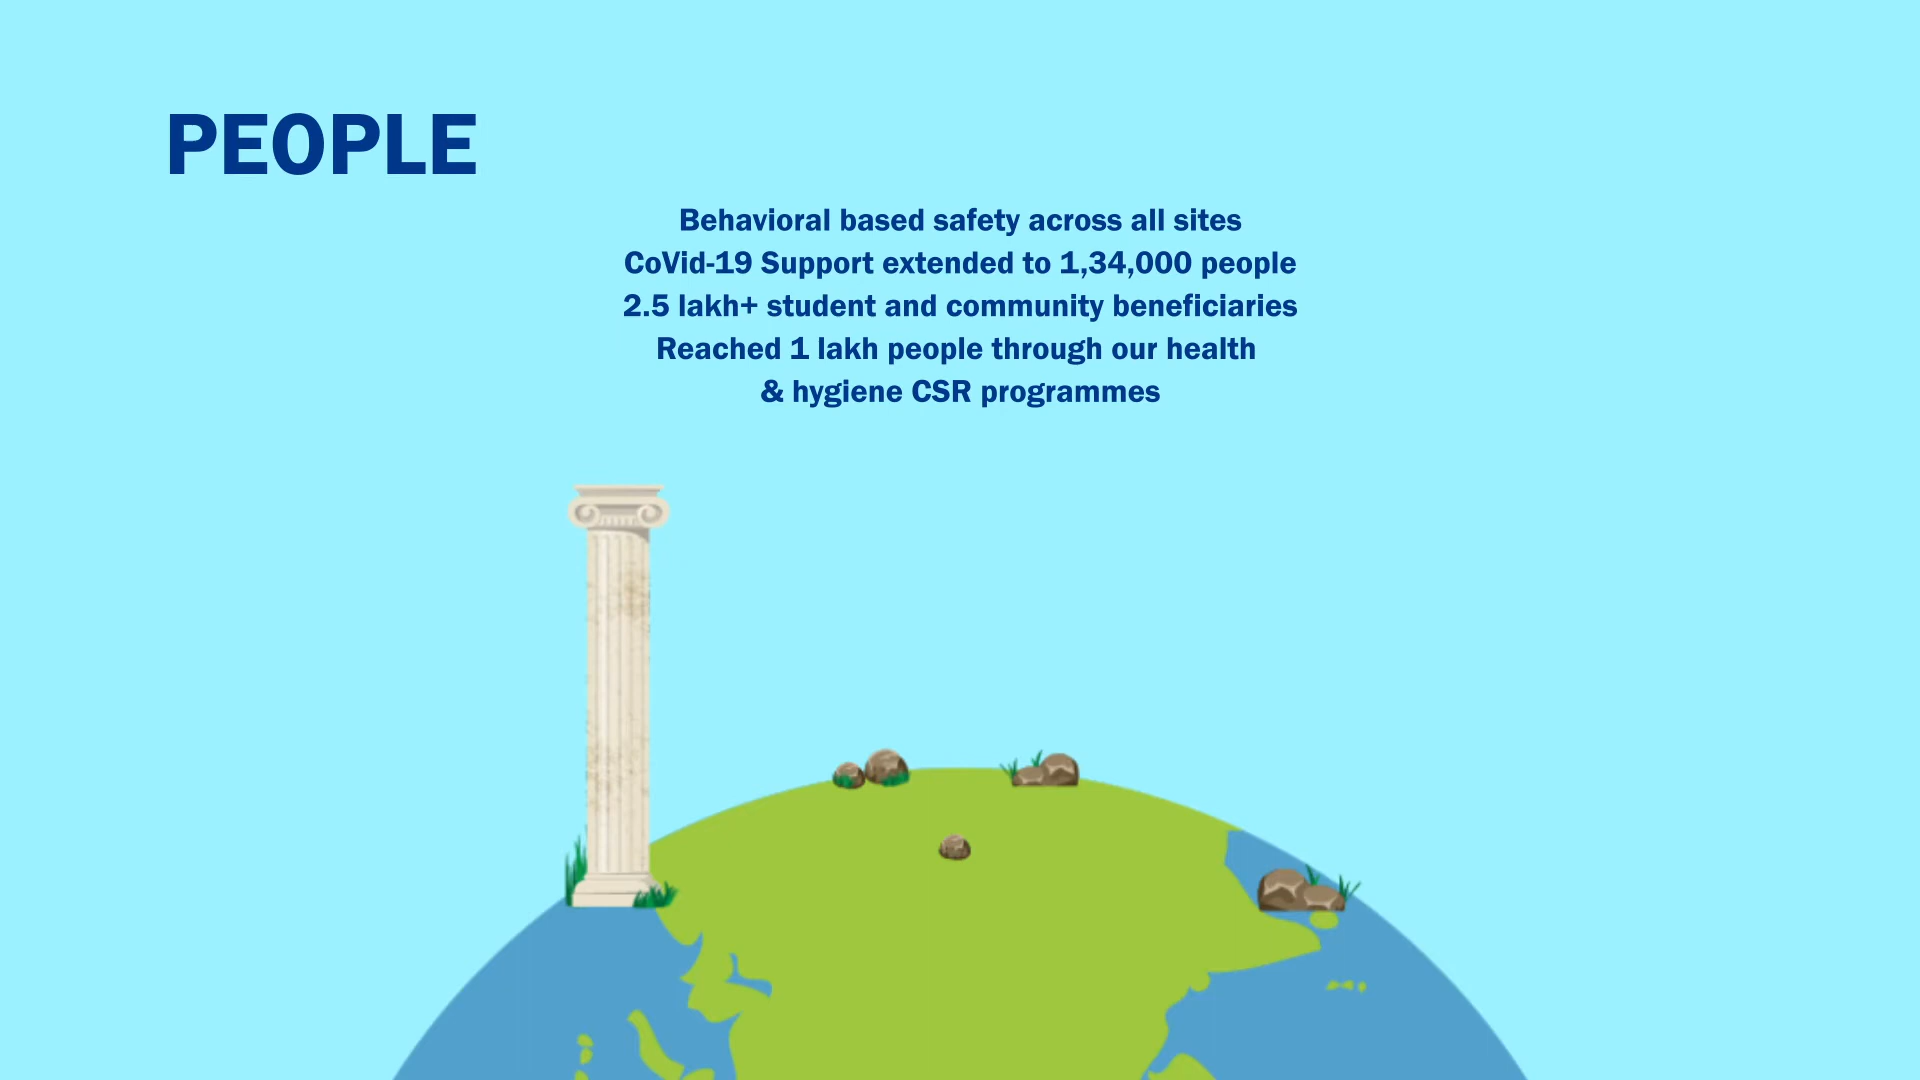 PEOPLE
Behavioral based safety across all sites
CoVid-19 Support extended to 1,34,000 people
2.5 lakh+ student and community beneficiaries
Reached 1 lakh people through our health
& hygiene CSR programmes